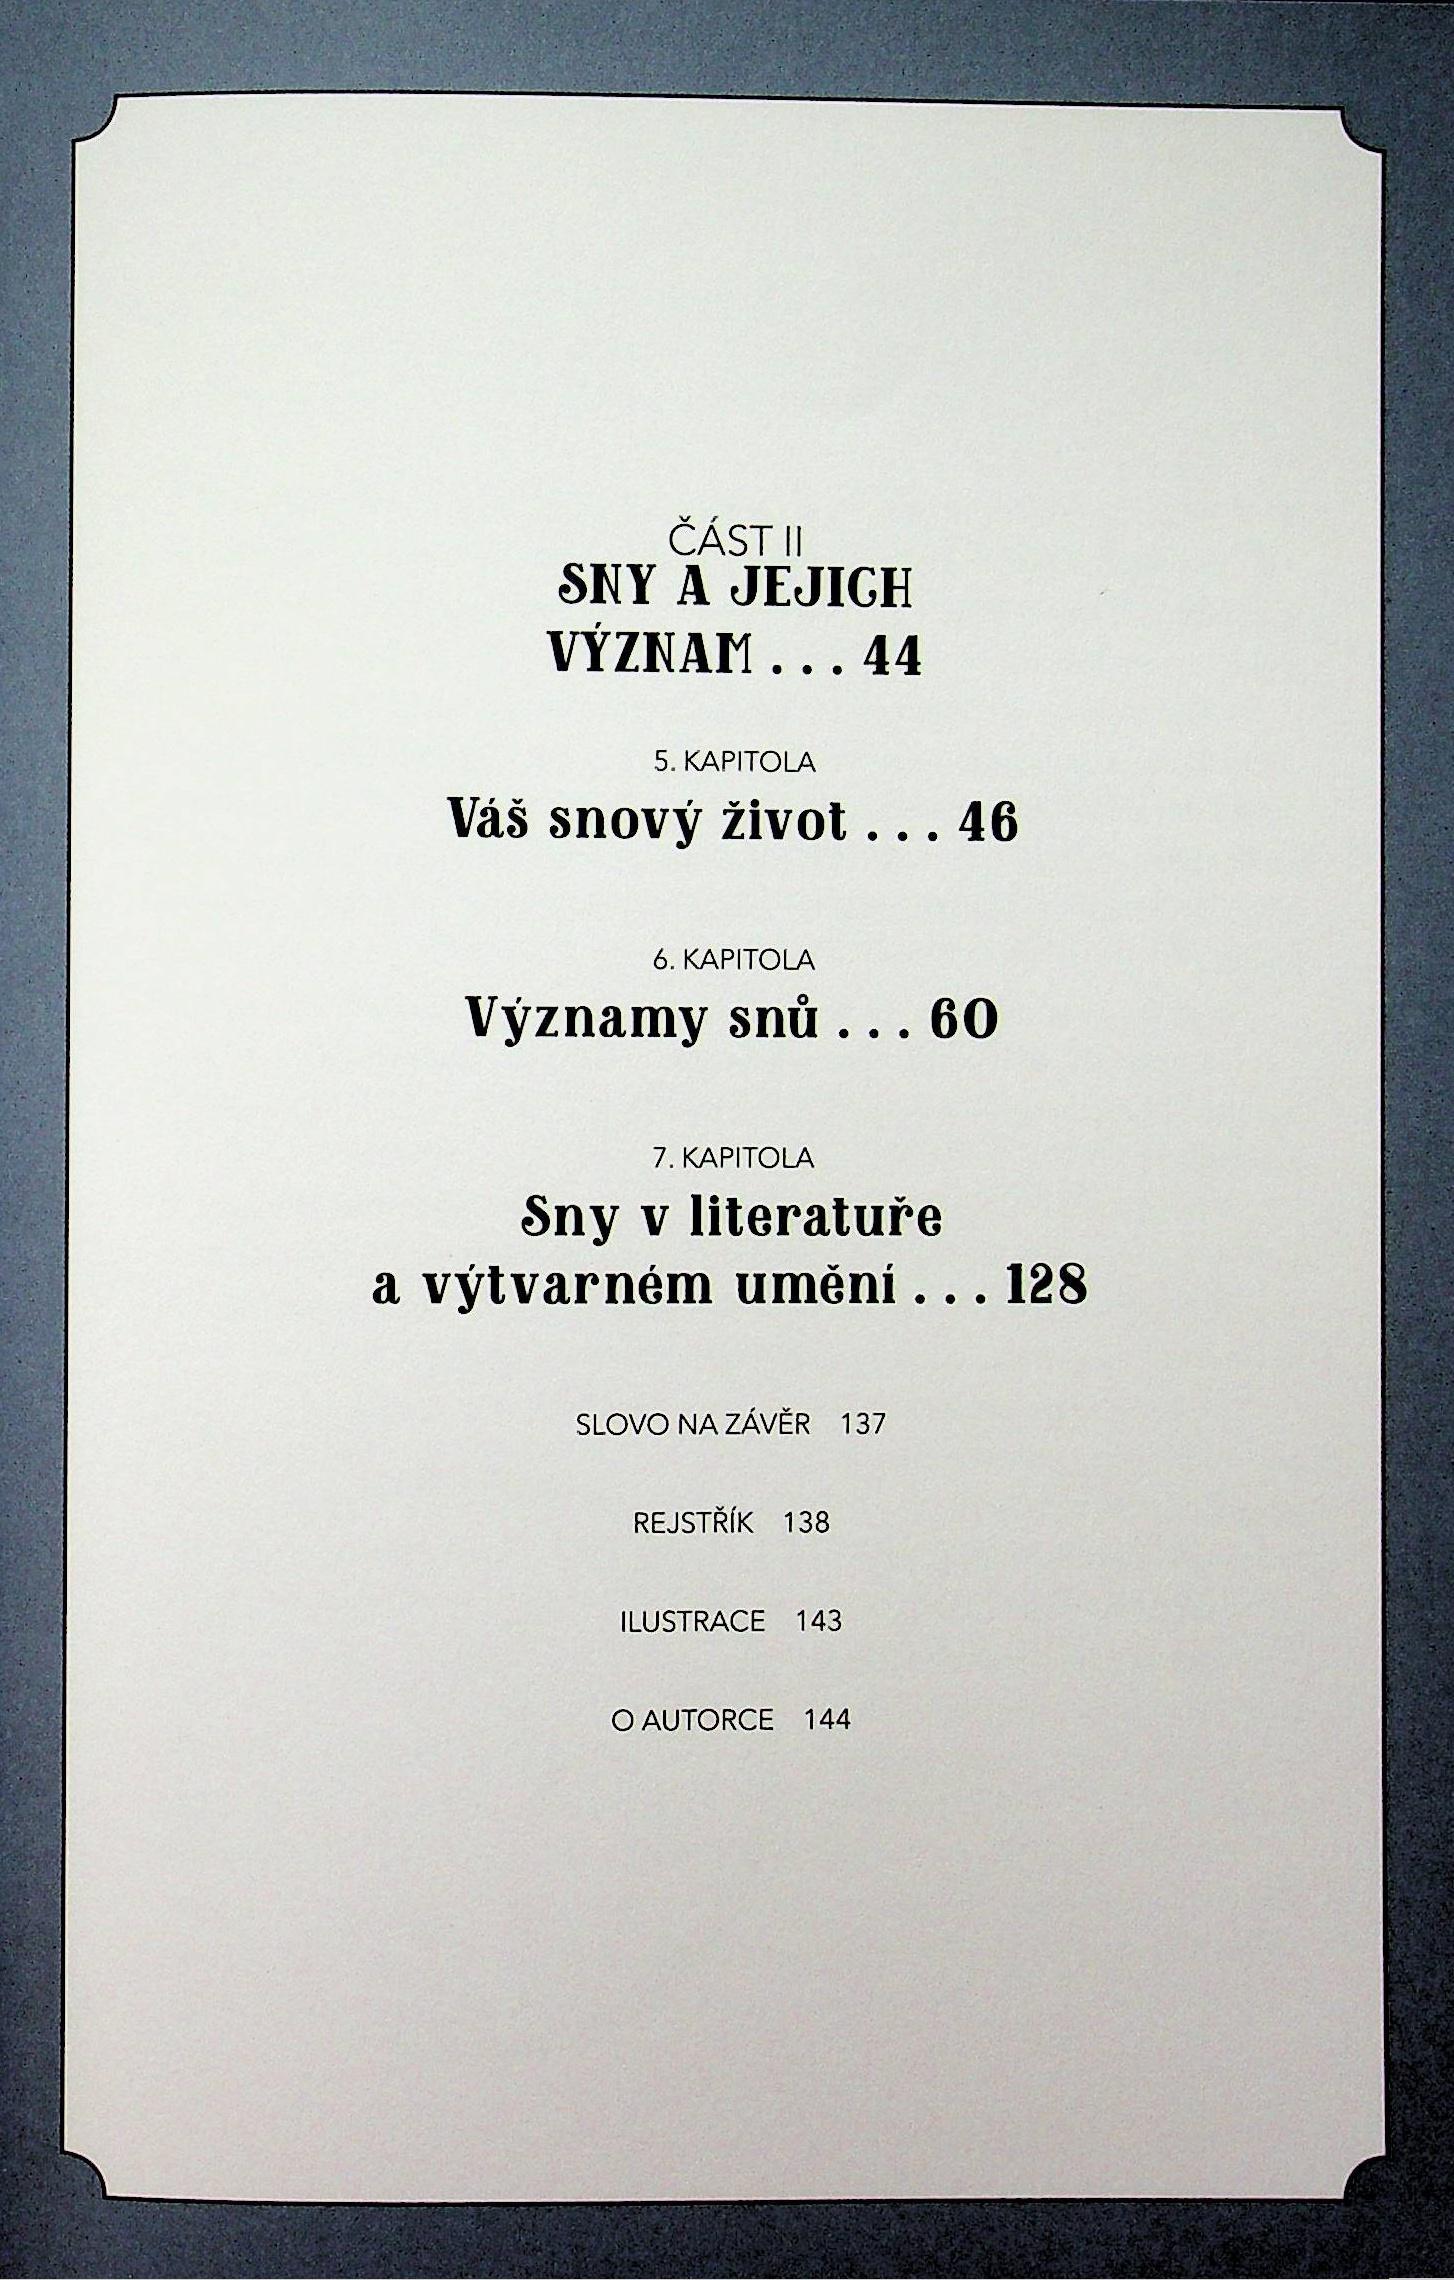 ČÁST II
SNY A JEJICH
VÝZNAM . . . 44
5. KAPITOLA
Váš snový život . . . 46
6. KAPITOLA
Významy snů . . . 60
7. KAPITOLA
Sny v literatuře
a výtvarném umění . . . 128
SLOVO NA ZÁVĚR 137
REJSTŘÍK 138
ILUSTRACE 143
O AUTORCE 144